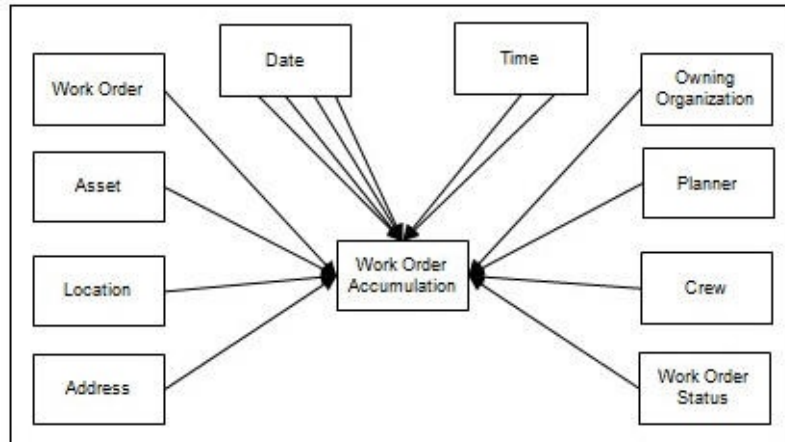 Date
Time
Work Order
Owning
Organization
Asset
Planner
Work Order
Accumulation
Location
Crew
Address
Work Order
Status